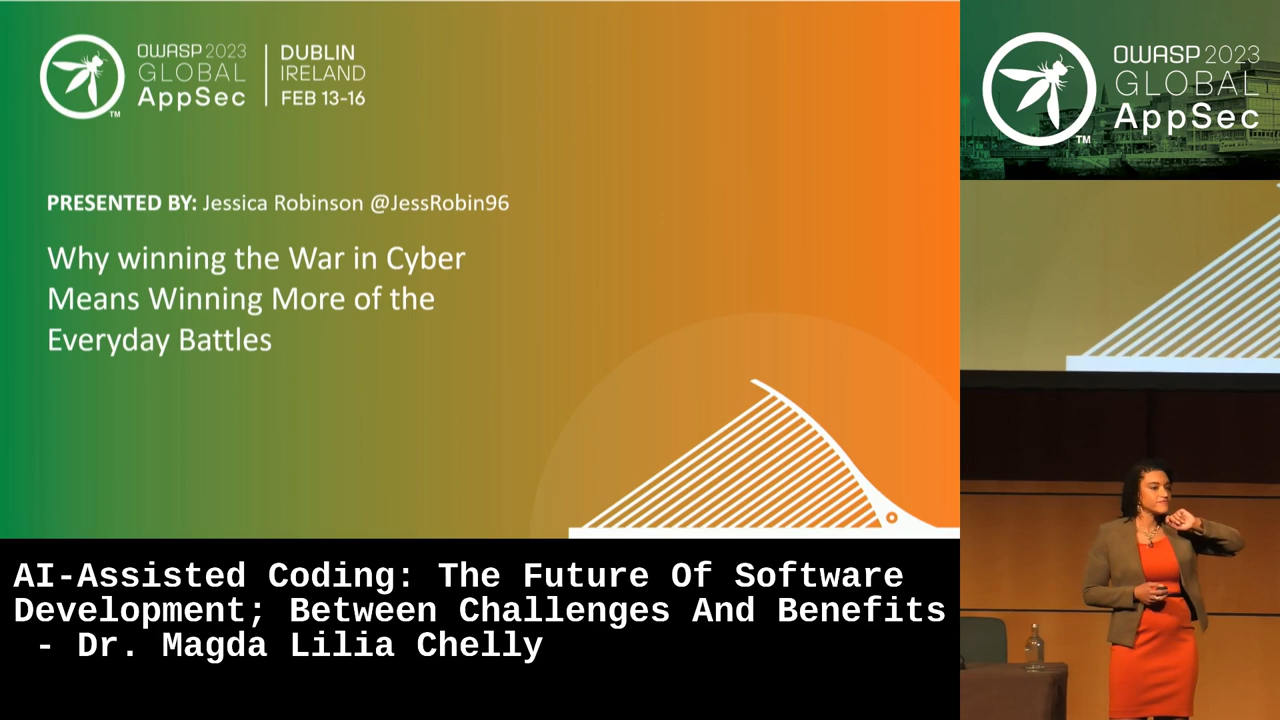 OWASP 2023
GLOBAL
AppSec
TM
DUBLIN
IRELAND
FEB 13-16
PRESENTED BY: Jessica Robinson @JessRobin96
Why winning the War in Cyber
Means Winning More of the
Everyday Battles
OWASP 2023
GLOBAL
AppSec
TM
AI-Assisted Coding: The Future Of Software
Development; Between Challenges And Benefits
- Dr. Magda Lilia Chelly